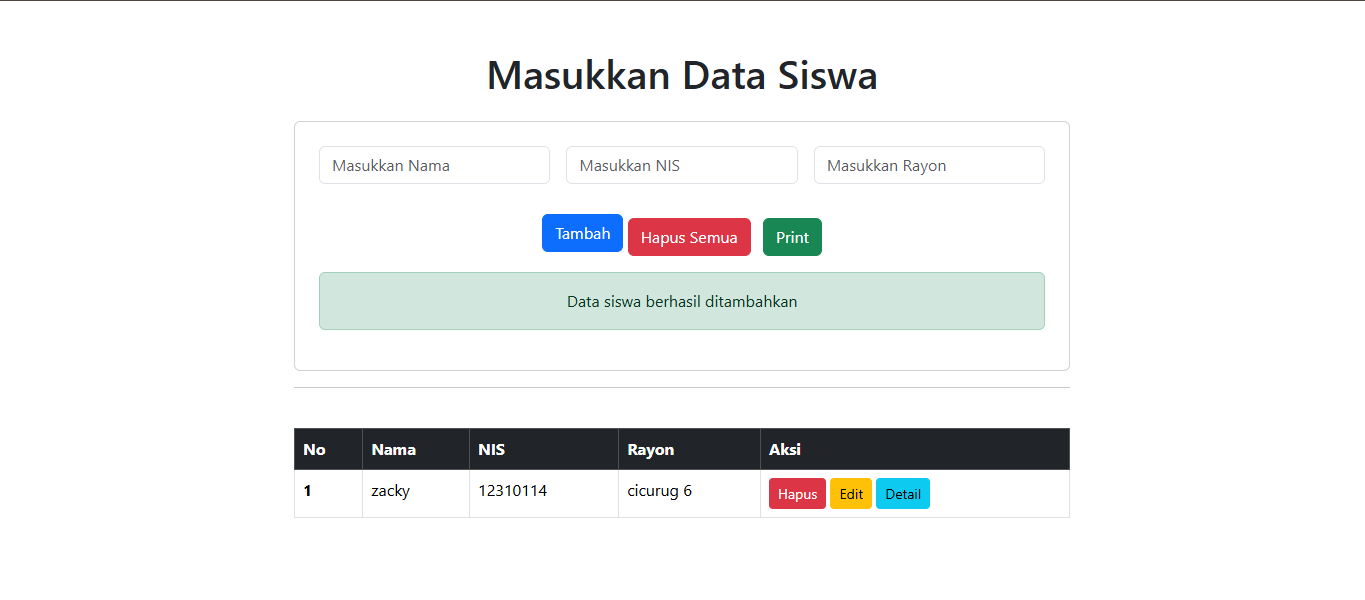 Masukkan Data Siswa
Masukkan Nama Masukkan NIS Masukkan Rayon
Tambah Hapus Semua Print
Data siswa berhasil ditambahkan
No Nama NIS Rayon Aksi
1 zacky 12310114 cicurug 6 Hapus Edit Detail